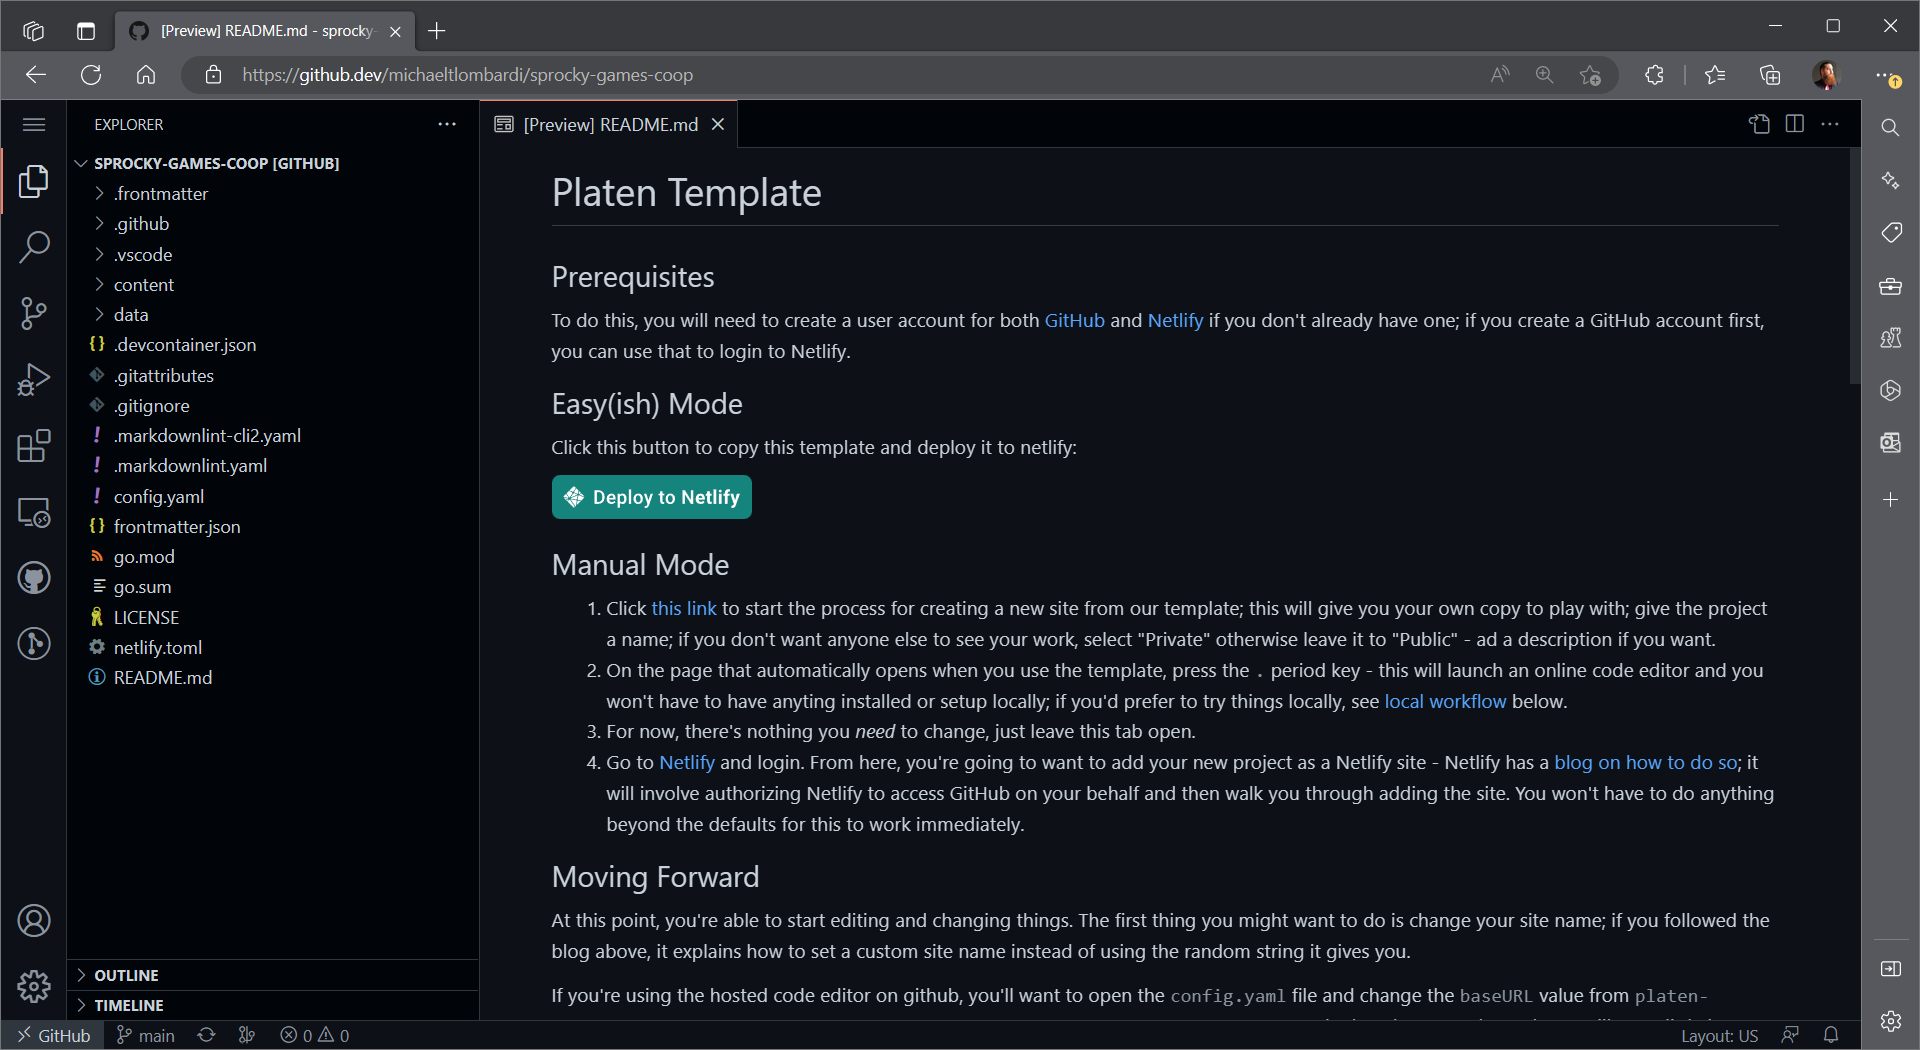 [Preview] README.md - sprocky-
https://github.dev/michaeltlombardi/sprocky-games-coop
EXPLORER
[Preview] README.md
SPROCKY-GAMES-COOP [GITHUB]
.frontmatter
.github
.vscode
content
data
.devcontainer.json
.gitattributes
.gitignore
.markdownlint-cli2.yaml
.markdownlint.yaml
config.yaml
frontmatter.json
go.mod
go.sum
LICENSE
netlify.toml
README.md
OUTLINE
TIMELINE
Platen Template
Prerequisites
To do this, you will need to create a user account for both GitHub and Netlify if you don't already have one; if you create a GitHub account first,
you can use that to login to Netlify.
Easy(ish) Mode
Click this button to copy this template and deploy it to netlify:
Deploy to Netlify
Manual Mode
1. Click this link to start the process for creating a new site from our template; this will give you your own copy to play with; give the project
a name; if you don't want anyone else to see your work, select "Private" otherwise leave it to "Public" - ad a description if you want.
2. On the page that automatically opens when you use the template, press the . period key - this will launch an online code editor and you
won't have to have anyting installed or setup locally; if you'd prefer to try things locally, see local workflow below.
3. For now, there's nothing you need to change, just leave this tab open.
4. Go to Netlify and login. From here, you're going to want to add your new project as a Netlify site - Netlify has a blog on how to do so; it
will involve authorizing Netlify to access GitHub on your behalf and then walk you through adding the site. You won't have to do anything
beyond the defaults for this to work immediately.
Moving Forward
At this point, you're able to start editing and changing things. The first thing you might want to do is change your site name; if you followed the
blog above, it explains how to set a custom site name instead of using the random string it gives you.
If you're using the hosted code editor on github, you'll want to open the config.yaml file and change the baseURL value from platen-
GitHub
main
0 0
Layout: US